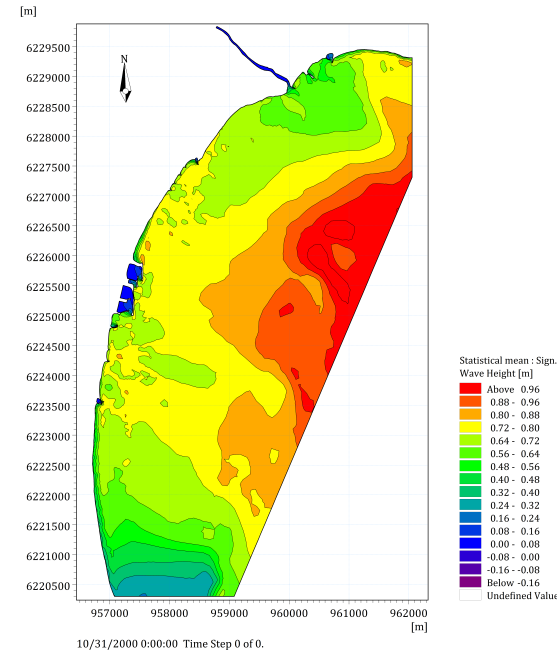 [m]
6229500
6229000
6228500
6228000
6227500
6227000
6226500
6226000
6225500
6225000
6224500
6224000
6223500
6223000
6222500
6222000
6221500
6221000
6220500
N
957000 958000 959000 960000 961000 962000
[m]
10/31/2000 0:00:00 Time Step 0 of 0.
Statistical mean : Sign.
Wave Height [m]
Above 0.96
0.88 - 0.96
0.80 - 0.88
0.72 - 0.80
0.64 - 0.72
0.56 - 0.64
0.48 - 0.56
0.40 - 0.48
0.32 - 0.40
0.24 - 0.32
0.16 - 0.24
0.08 - 0.16
0.00 - 0.08
-0.08 - 0.00
-0.16 - -0.08
Below -0.16
Undefined Value